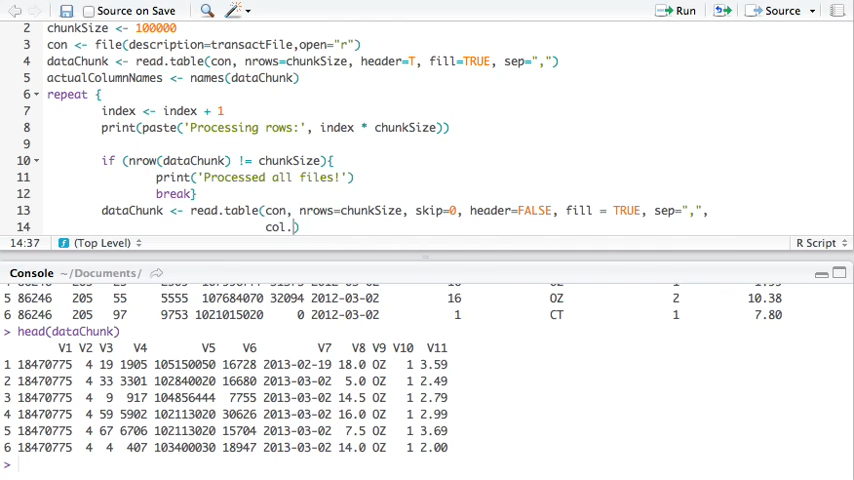 Source on Save Run Source
2 chunkSize <- 100000
3 con <- file(description=transactFile,open="r")
4 dataChunk <- read.table(con, nrows=chunkSize, header=T, fill=TRUE, sep=",")
5 actualColumnNames <- names(dataChunk)
6 repeat {
7 index <- index + 1
8 print(paste('Processing rows:', index * chunkSize))
9
10 if (nrow(dataChunk) != chunkSize){
11 print('Processed all files!')
12 break}
13 dataChunk <- read.table(con, nrows=chunkSize, skip=0, header=FALSE, fill = TRUE, sep=",",
14 col.)
14:37 (Top Level) R Script
Console ~/Documents/
5 86246 205 55 5555 107684070 32094 2012-03-02 16 OZ 2 10.38
6 86246 205 97 9753 1021015020 0 2012-03-02 1 CT 1 7.80
> head(dataChunk)
V1 V2 V3 V4 V5 V6 V7 V8 V9 V10 V11
1 18470775 4 19 1905 105150050 16728 2013-02-19 18.0 OZ 1 3.59
2 18470775 4 33 3301 102840020 16680 2013-03-02 5.0 OZ 1 2.49
3 18470775 4 9 917 104856444 7755 2013-03-02 14.5 OZ 1 2.79
4 18470775 4 59 5902 102113020 30626 2013-03-02 16.0 OZ 1 2.99
5 18470775 4 67 6706 102113020 15704 2013-03-02 7.5 OZ 1 3.69
6 18470775 4 4 407 103400030 18947 2013-03-02 14.0 OZ 1 2.00
>